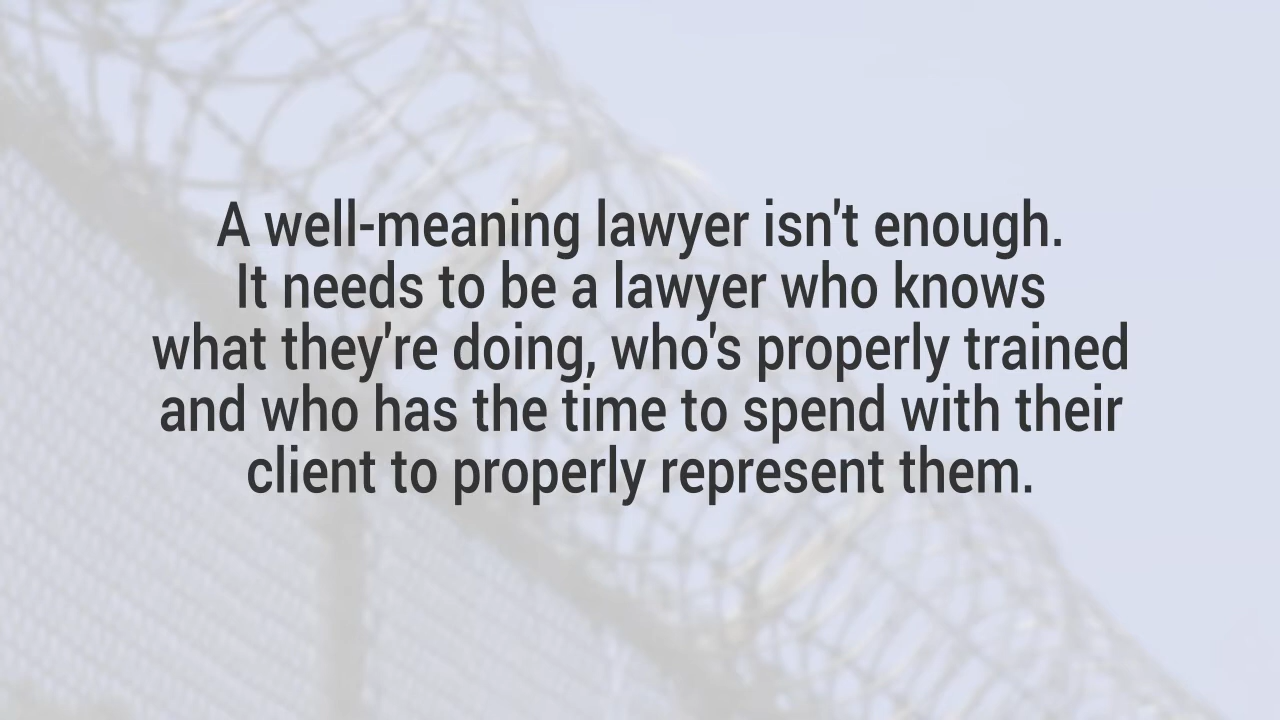 A well-meaning lawyer isn't enough.
It needs to be a lawyer who knows
what they're doing, who's properly trained
and who has the time to spend with their
client to properly represent them.